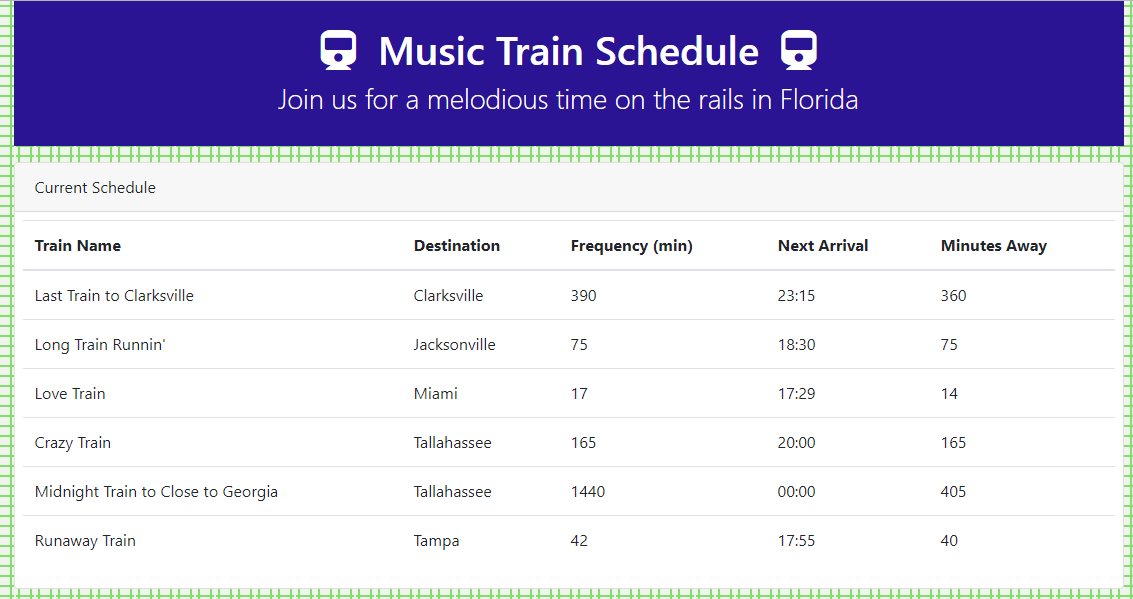 Music Train Schedule
Join us for a melodious time on the rails in Florida
Current Schedule
Train Name Destination Frequency (min) Next Arrival Minutes Away
Last Train to Clarksville Clarksville 390 23:15 360
Long Train Runnin' Jacksonville 75 18:30 75
Love Train Miami 17 17:29 14
Crazy Train Tallahassee 165 20:00 165
Midnight Train to Close to Georgia Tallahassee 1440 00:00 405
Runaway Train Tampa 42 17:55 40